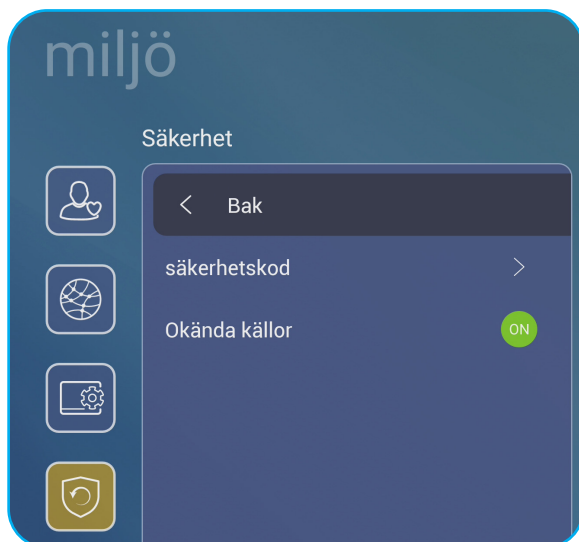 miljö
Säkerhet
Bak
säkerhetskod
Okända källor ON